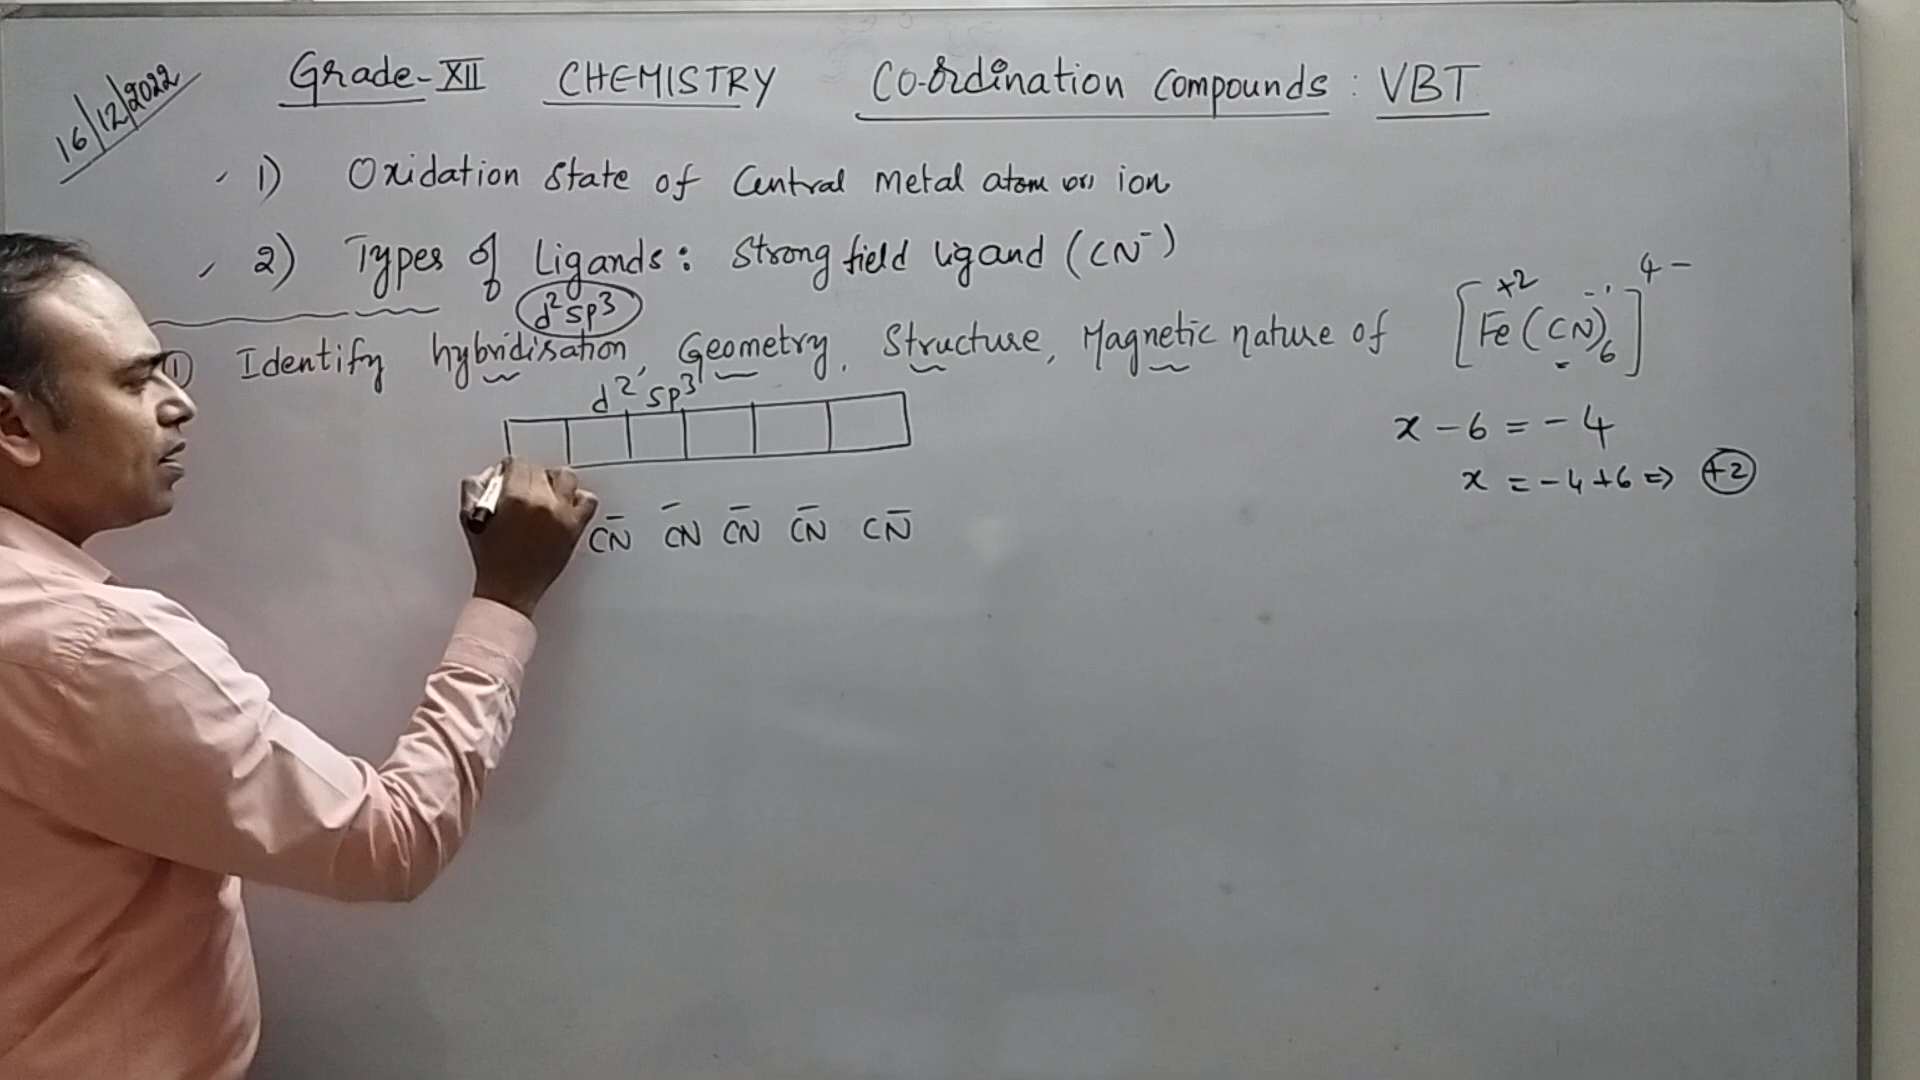 16/12/2022
Grade-XII CHEMISTRY Co-ordination Compounds : VBT
1) Oxidation State of Central Metal atom (or) ion
2) Types of Ligands : Strong field ligand (CN⁻)
d²sp³
① Identify hybridisation, Geometry, Structure, Magnetic nature of [Fe(CN)₆]⁴⁻
+2 -1
d²sp³
x - 6 = - 4
x = -4+6 => +2
CN⁻ CN⁻ CN⁻ CN⁻ CN⁻